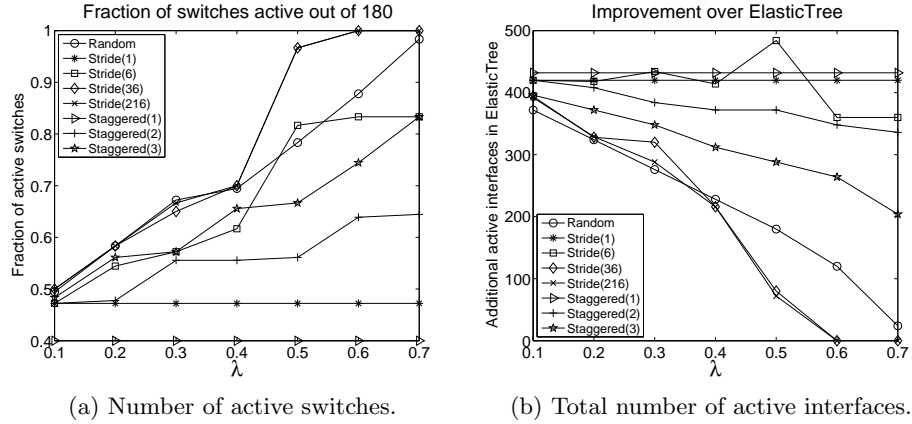 Fraction of switches active out of 180
1
0.9
0.8
0.7
0.6
0.5
0.4
Fraction of active switches
Random
Stride(1)
Stride(6)
Stride(36)
Stride(216)
Staggered(1)
Staggered(2)
Staggered(3)
0.1 0.2 0.3 0.4 0.5 0.6 0.7
λ
(a) Number of active switches.
Improvement over ElasticTree
500
400
300
200
100
0
Additional active interfaces in ElasticTree
Random
Stride(1)
Stride(6)
Stride(36)
Stride(216)
Staggered(1)
Staggered(2)
Staggered(3)
0.1 0.2 0.3 0.4 0.5 0.6 0.7
λ
(b) Total number of active interfaces.